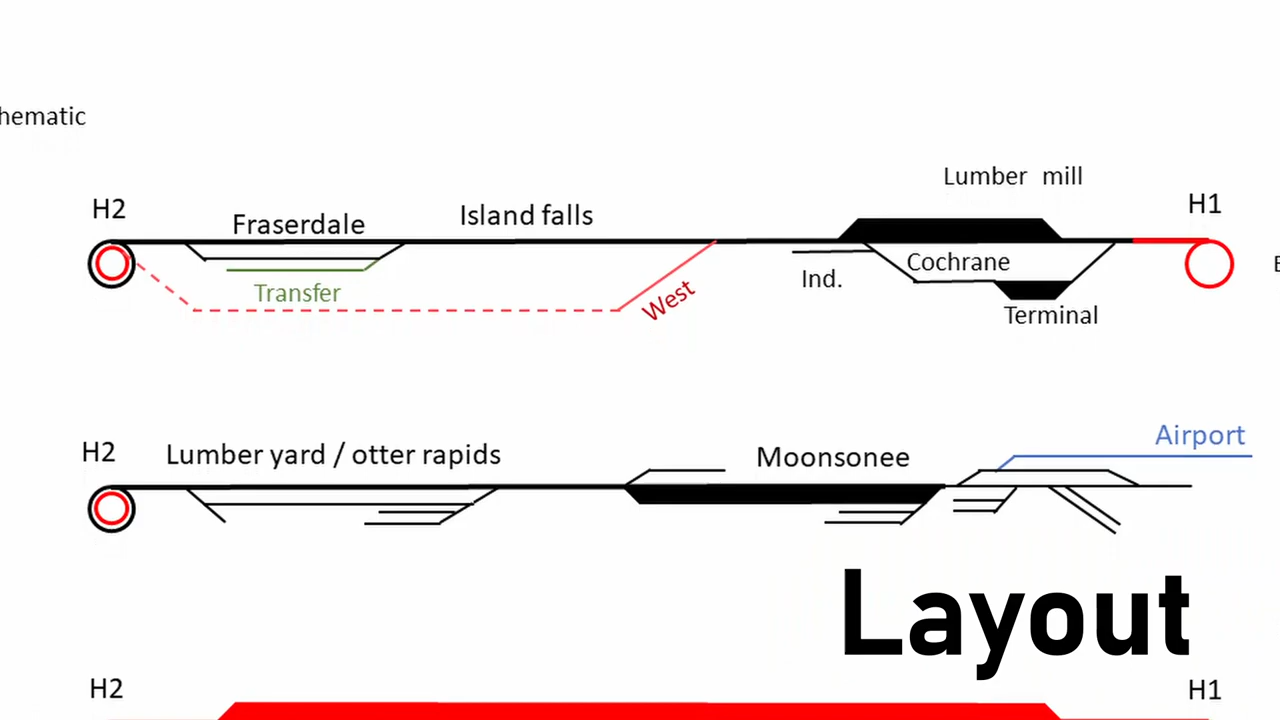 hematic
Lumber mill
H2
H1
Fraserdale
Island falls
Cochrane
Ind.
Transfer
West
Terminal
Airport
H2
Lumber yard / otter rapids
Moonsonee
Layout
H2
H1